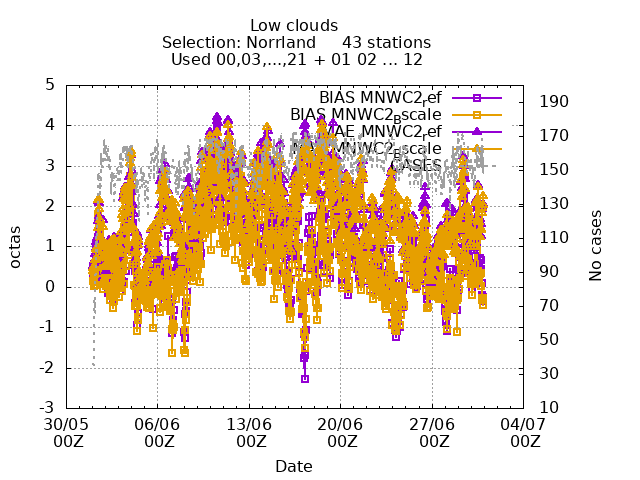 Low clouds
Selection: Norrland 43 stations
Used 00,03,...,21 + 01 02 ... 12
BIAS MNWC2_ref
BIAS MNWC2_Bscale
MAE MNWC2_ref
MNWC2_Bscale
CASES
5
4
3
2
1
0
-1
-2
-3
octas
190
170
150
130
110
90
70
50
30
10
No cases
30/05 06/06 13/06 20/06 27/06 04/07
00Z 00Z 00Z 00Z 00Z 00Z
Date